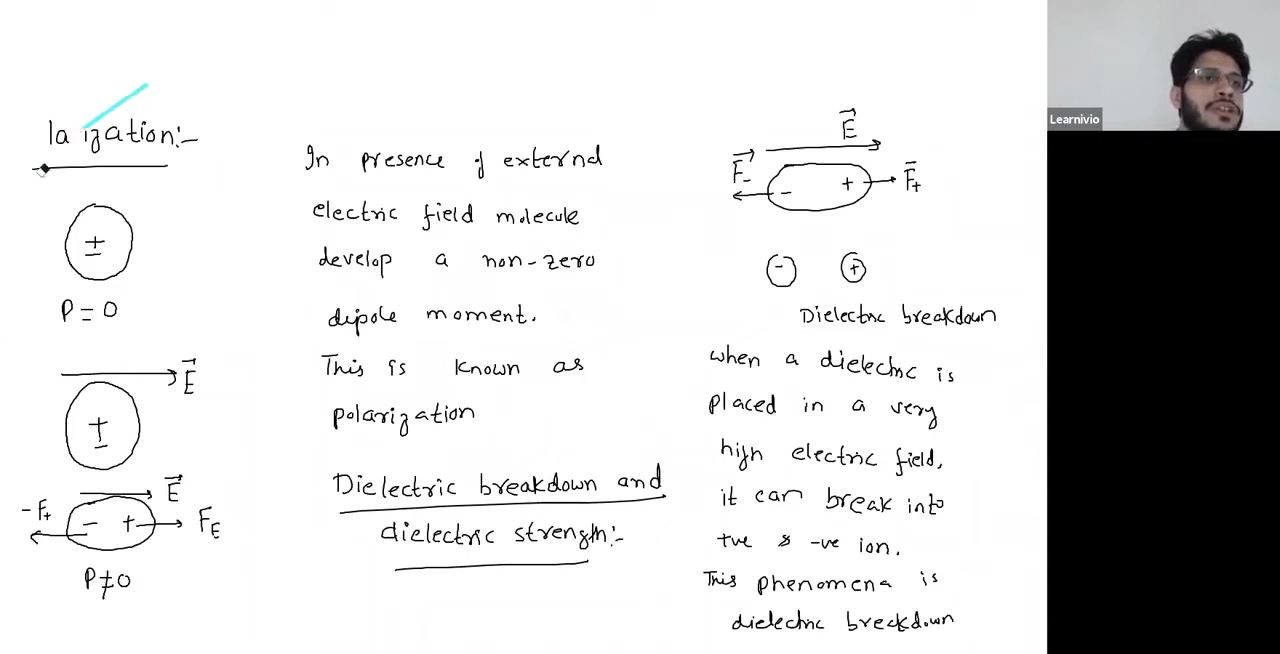 lazization:-
±
P = 0
E
±
E
-F+
- +
FE
P≠0
In presence of external
electric field molecule
develop a non-zero
dipole moment.
This is known as
polarization
Dielectric breakdown and
dielectric strength:-
E
F-
- +
F+
- +
Dielectric breakdown
when a dielectric is
placed in a very
high electric field,
it can break into
+ve & -ve ion.
This phenomena is
dielectric breakdown
Learnivio